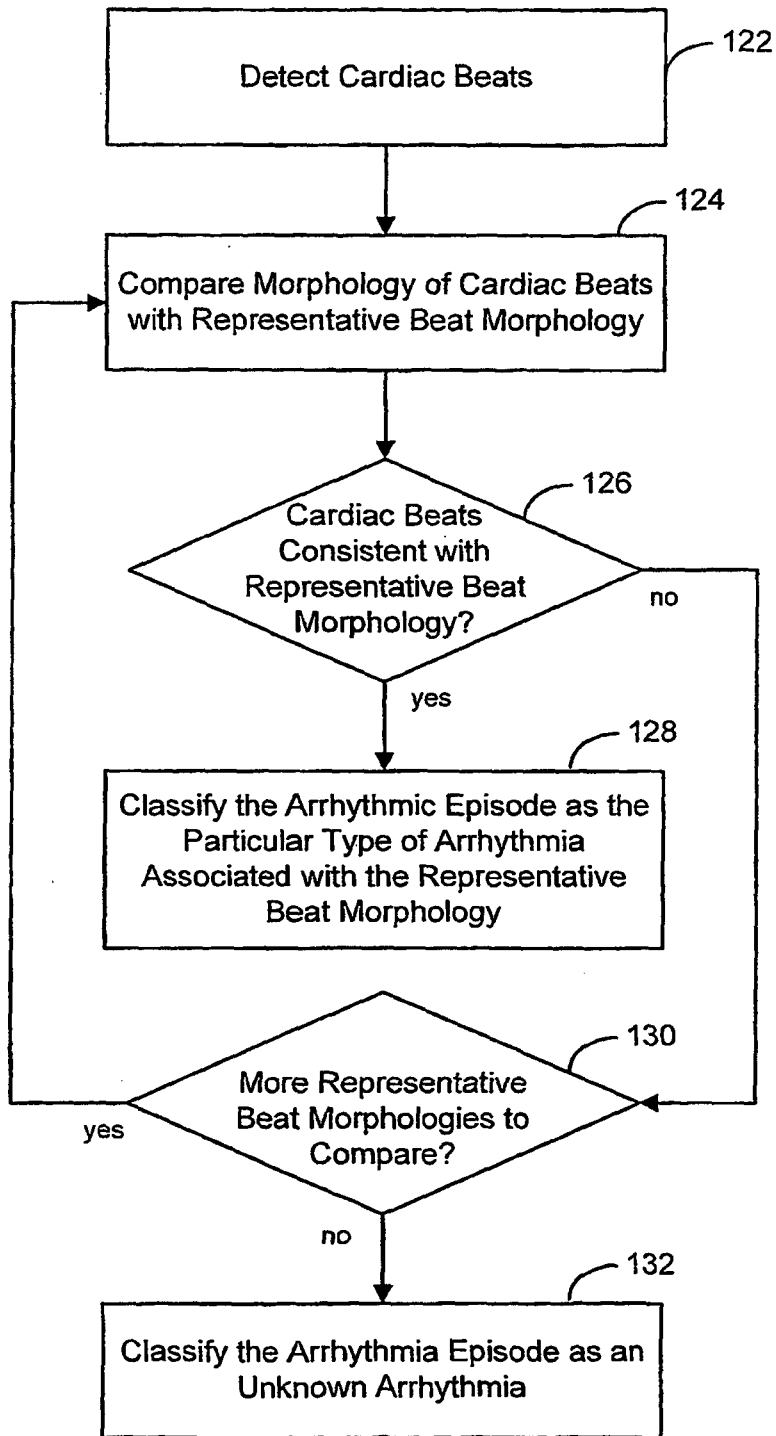 Detect Cardiac Beats
122
124
Compare Morphology of Cardiac Beats
with Representative Beat Morphology
126
Cardiac Beats
Consistent with
Representative Beat
Morphology?
no
yes
128
Classify the Arrhythmic Episode as the
Particular Type of Arrhythmia
Associated with the Representative
Beat Morphology
130
More Representative
Beat Morphologies to
Compare?
yes
no
132
Classify the Arrhythmia Episode as an
Unknown Arrhythmia